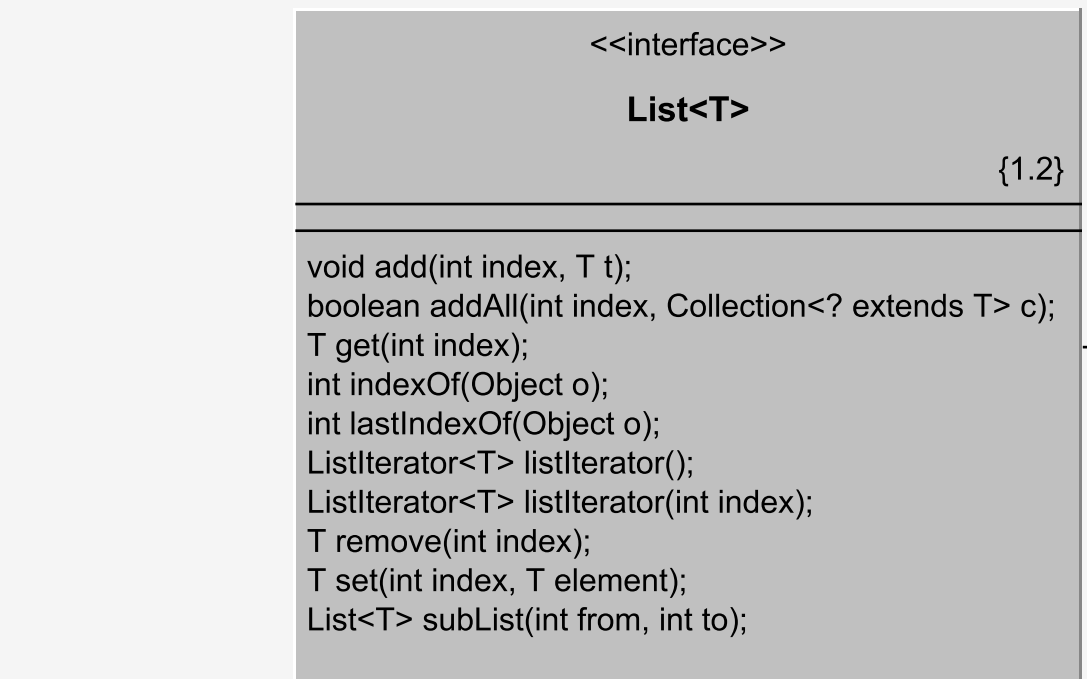 <<interface>>
List<T>
{1.2}
void add(int index, T t);
boolean addAll(int index, Collection<? extends T> c);
T get(int index);
int indexOf(Object o);
int lastIndexOf(Object o);
ListIterator<T> listIterator();
ListIterator<T> listIterator(int index);
T remove(int index);
T set(int index, T element);
List<T> subList(int from, int to);